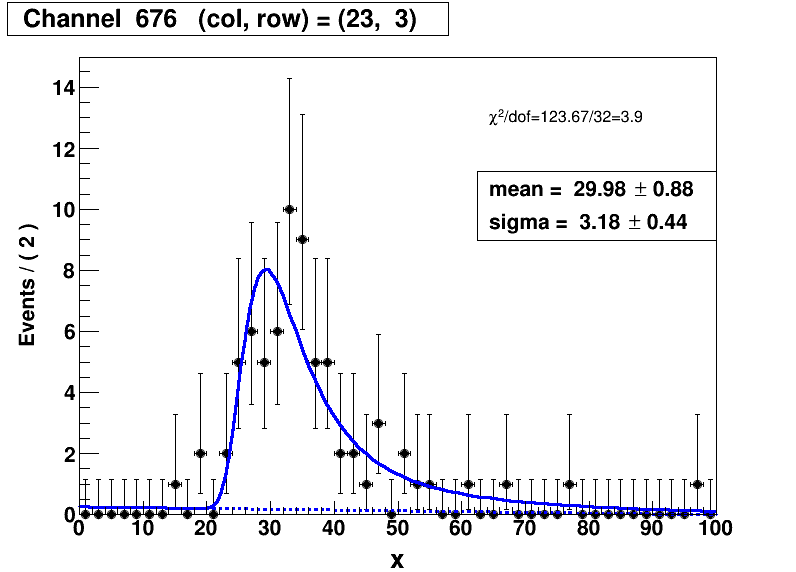 Channel 676 (col, row) = (23, 3)
χ²/dof=123.67/32=3.9
mean = 29.98 ± 0.88
sigma = 3.18 ± 0.44
Events / ( 2 )
14
12
10
8
6
4
2
0
0 10 20 30 40 50 60 70 80 90 100
x